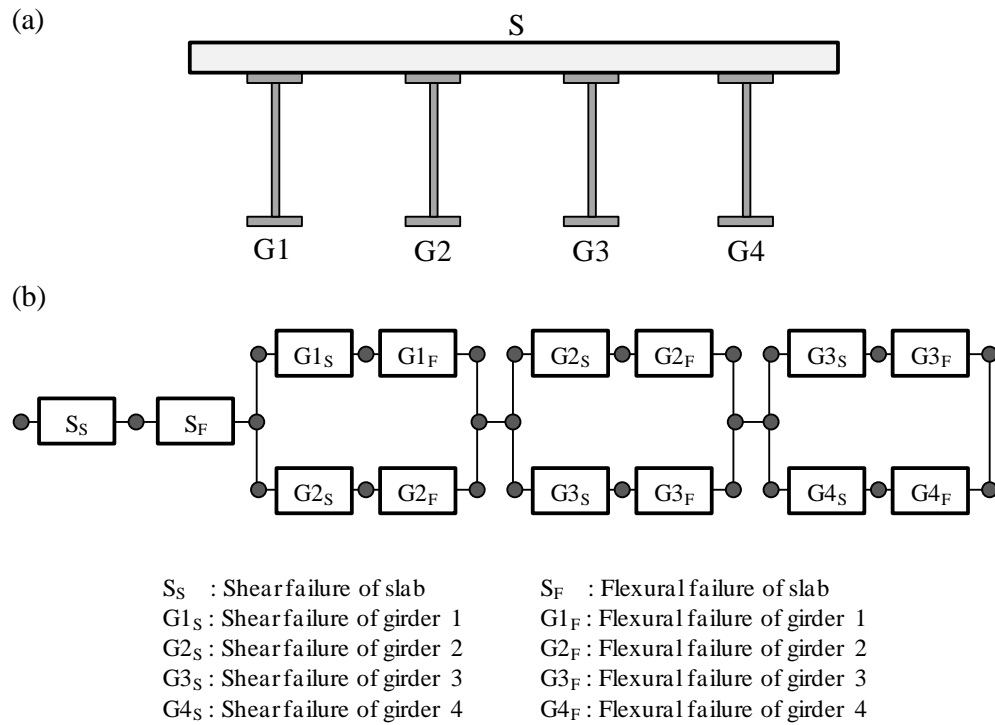 (a)
S
G1 G2 G3 G4
(b)
G1S G1F G2S G2F G3S G3F
SS SF
G2S G2F G3S G3F G4S G4F
SS : Shear failure of slab SF : Flexural failure of slab
G1S : Shear failure of girder 1 G1F : Flexural failure of girder 1
G2S : Shear failure of girder 2 G2F : Flexural failure of girder 2
G3S : Shear failure of girder 3 G3F : Flexural failure of girder 3
G4S : Shear failure of girder 4 G4F : Flexural failure of girder 4